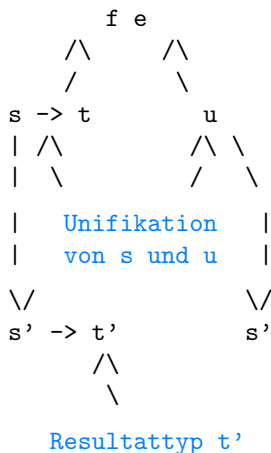 f e
/\ /\
/ \
s -> t u
| /\ /\ \
| \ / \
| Unifikation |
| von s und u |
\/ \/
s' -> t' s'
/\
\
Resultattyp t'